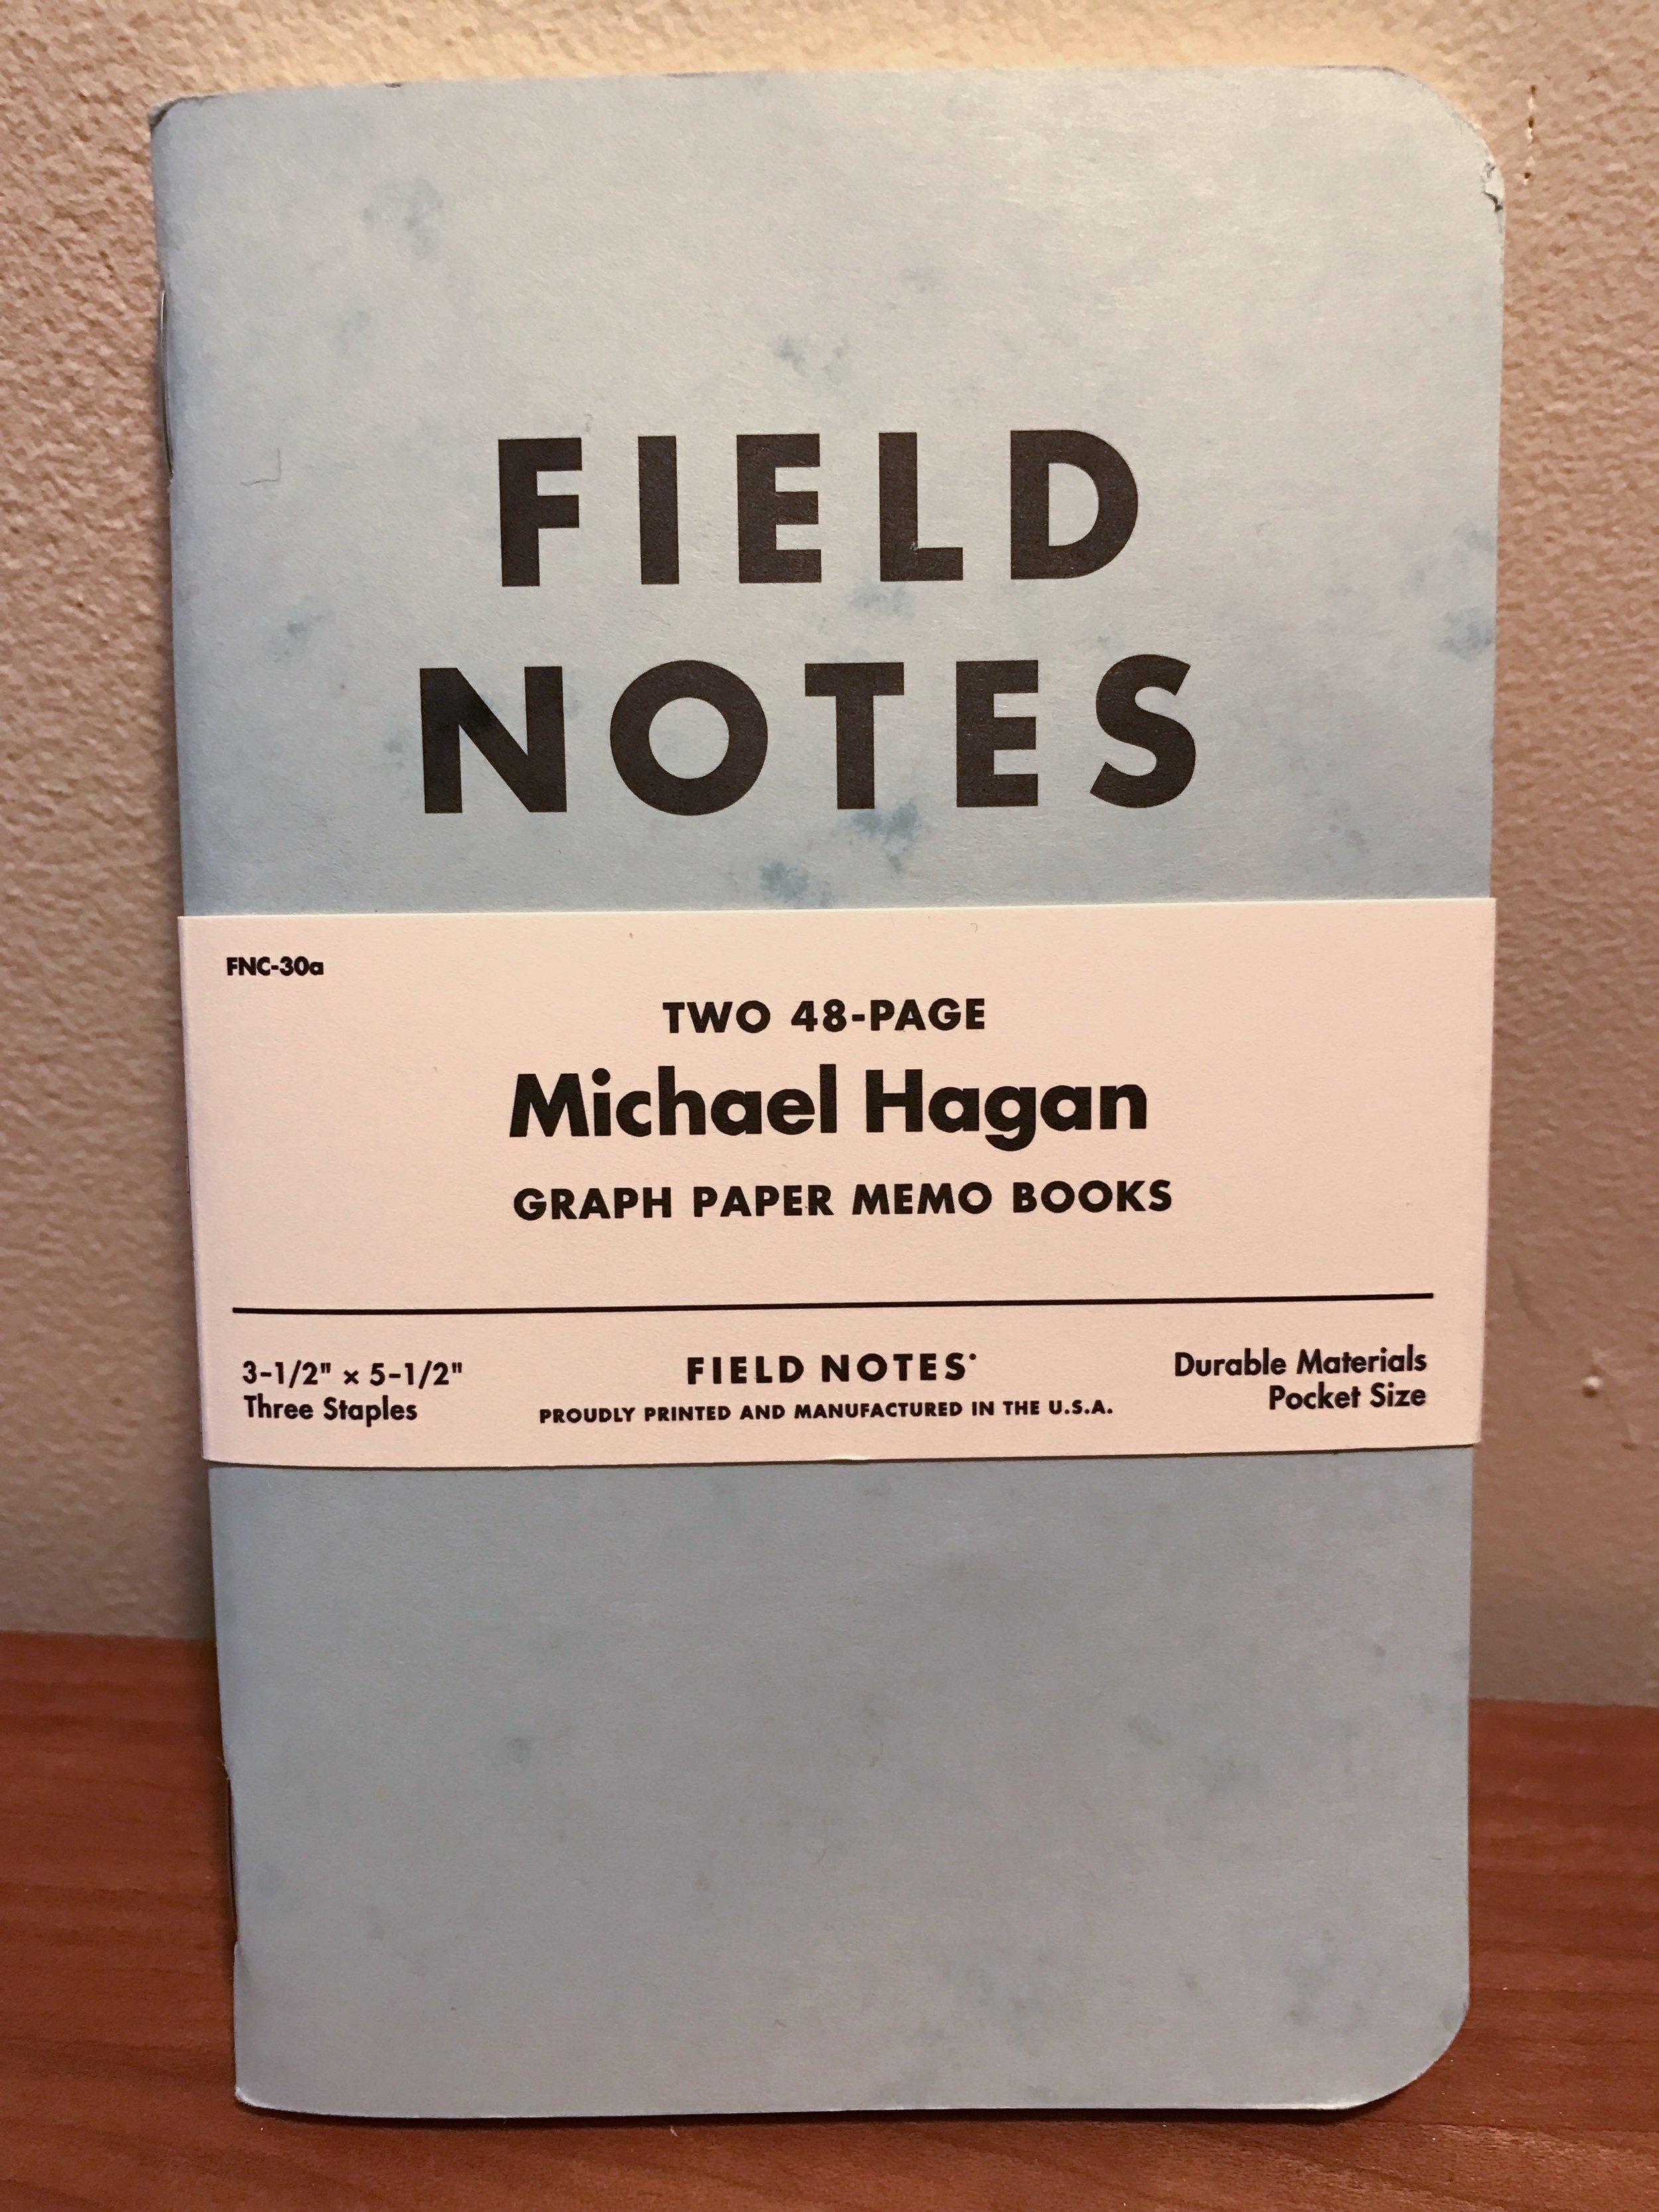 FIELD
NOTES
FNC-30a
TWO 48-PAGE
Michael Hagan
GRAPH PAPER MEMO BOOKS
3-1/2" × 5-1/2"
Three Staples
FIELD NOTES
PROUDLY PRINTED AND MANUFACTURED IN THE U.S.A.
Durable Materials
Pocket Size